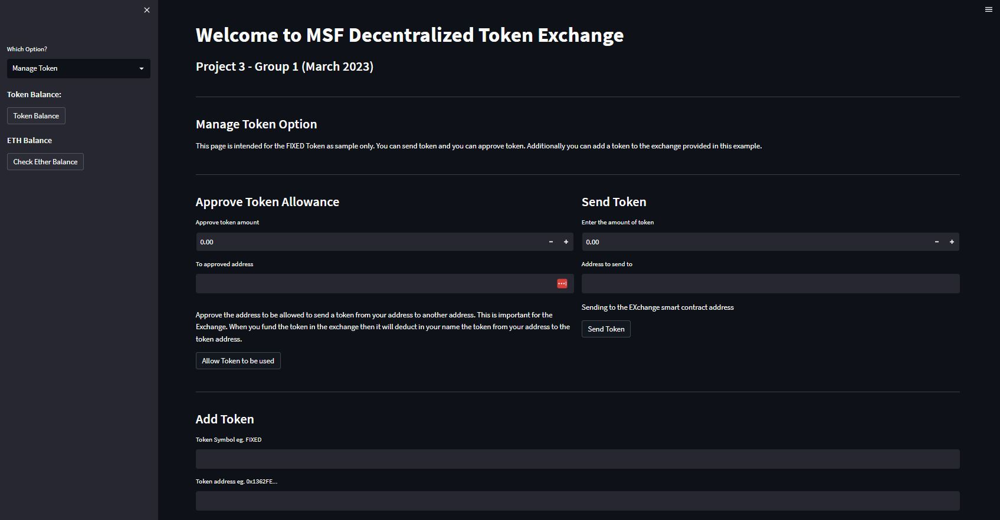 Which Option?
Manage Token
Token Balance:
Token Balance
ETH Balance
Check Ether Balance
Welcome to MSF Decentralized Token Exchange
Project 3 - Group 1 (March 2023)
Manage Token Option
This page is intended for the FIXED Token as sample only. You can send token and you can approve token. Additionally you can add a token to the exchange provided in this example.
Approve Token Allowance
Approve token amount
0.00
To approved address
Approve the address to be allowed to send a token from your address to another address. This is important for the
Exchange. When you fund the token in the exchange then it will deduct in your name the token from your address to the
token address.
Allow Token to be used
Send Token
Enter the amount of token
0.00
Address to send to
Sending to the EXchange smart contract address
Send Token
Add Token
Token Symbol eg. FIXED
Token address eg. 0x1362FE...